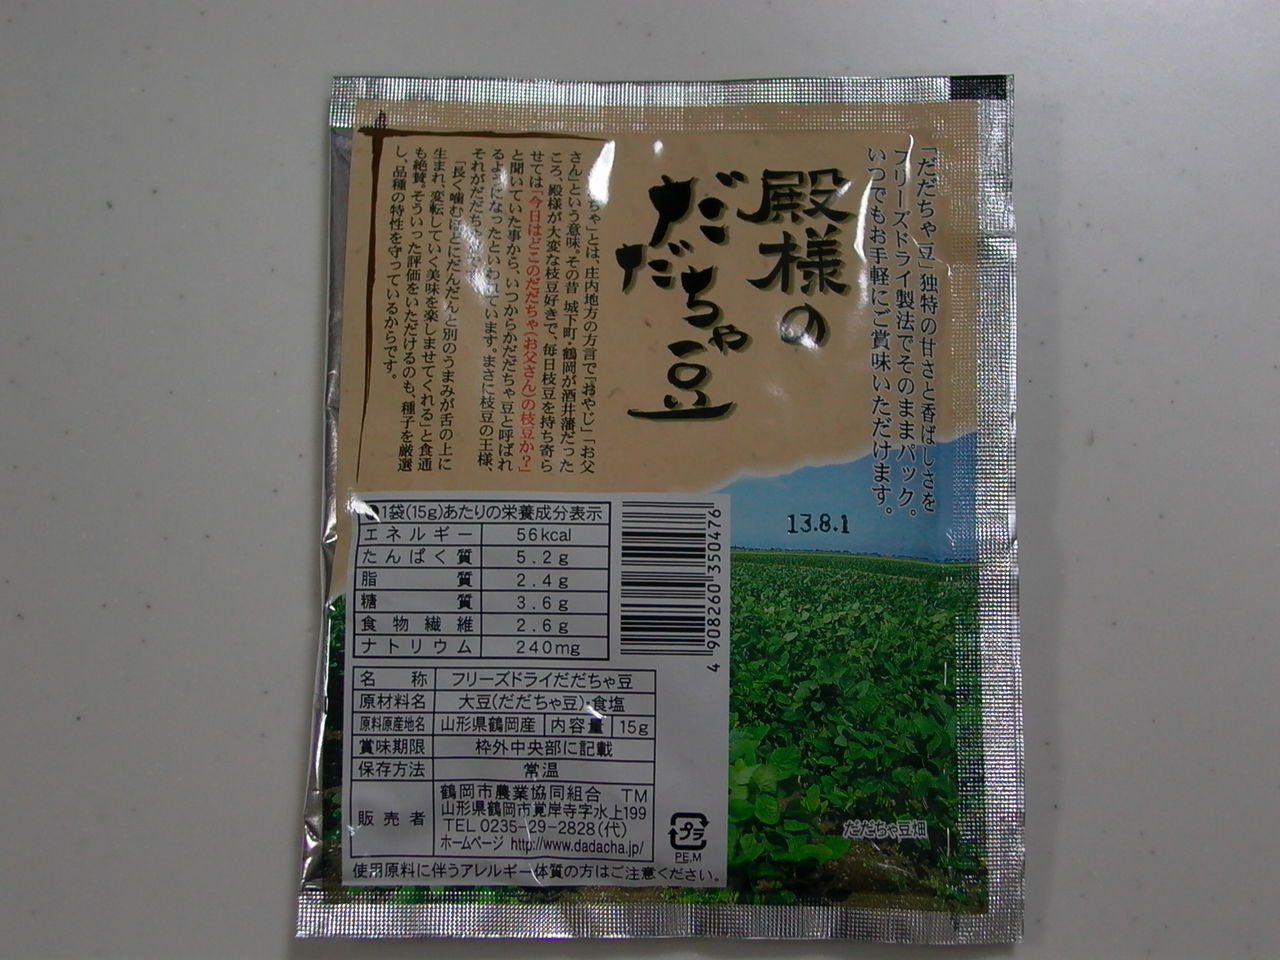 「だだちゃ豆」独特の甘さと香ばしさを
フリーズドライ製法でそのままパック。
いつでもお手軽にご賞味いただけます。
殿様の
だだちゃ豆
ちゃ」とは、庄内地方の方言で「おやじ」「お父
さん」という意味。その昔 城下町・鶴岡が酒井藩だった
ころ、殿様が大変な枝豆好きで、毎日枝豆を持ち寄ら
せては「今日はどこのだだちゃ(お父さん)の枝豆か?」
と聞いていた事から、いつからかだだちゃ豆と呼ばれ
るようになったといわれています。まさに枝豆の王様、
それがだだちゃ
「長く噛むほどにだんだんと別のうまみが舌の上に
生まれ、変転していく美味を楽しませてくれる」と食通
も絶賛。そういった評価をいただけるのも、種子を厳選
し、品種の特性を守っているからです。
13.8.1
1袋(15g)あたりの栄養成分表示
エネルギー 56kcal
たんぱく質 5.2g
脂質 2.4g
糖質 3.6g
食物繊維 2.6g
ナトリウム 240mg
4 908260 350476
名称 フリーズドライだだちゃ豆
原材料名 大豆(だだちゃ豆)・食塩
原料原産地名 山形県鶴岡産 内容量 15g
賞味期限 枠外中央部に記載
保存方法 常温
販売者 鶴岡市農業協同組合 TM
山形県鶴岡市覚岸寺字水上199
TEL 0235-29-2828(代)
ホームページ http://www.dadacha.jp/
プラ
PE,M
使用原料に伴うアレルギー体質の方はご注意ください。
だだちゃ豆畑